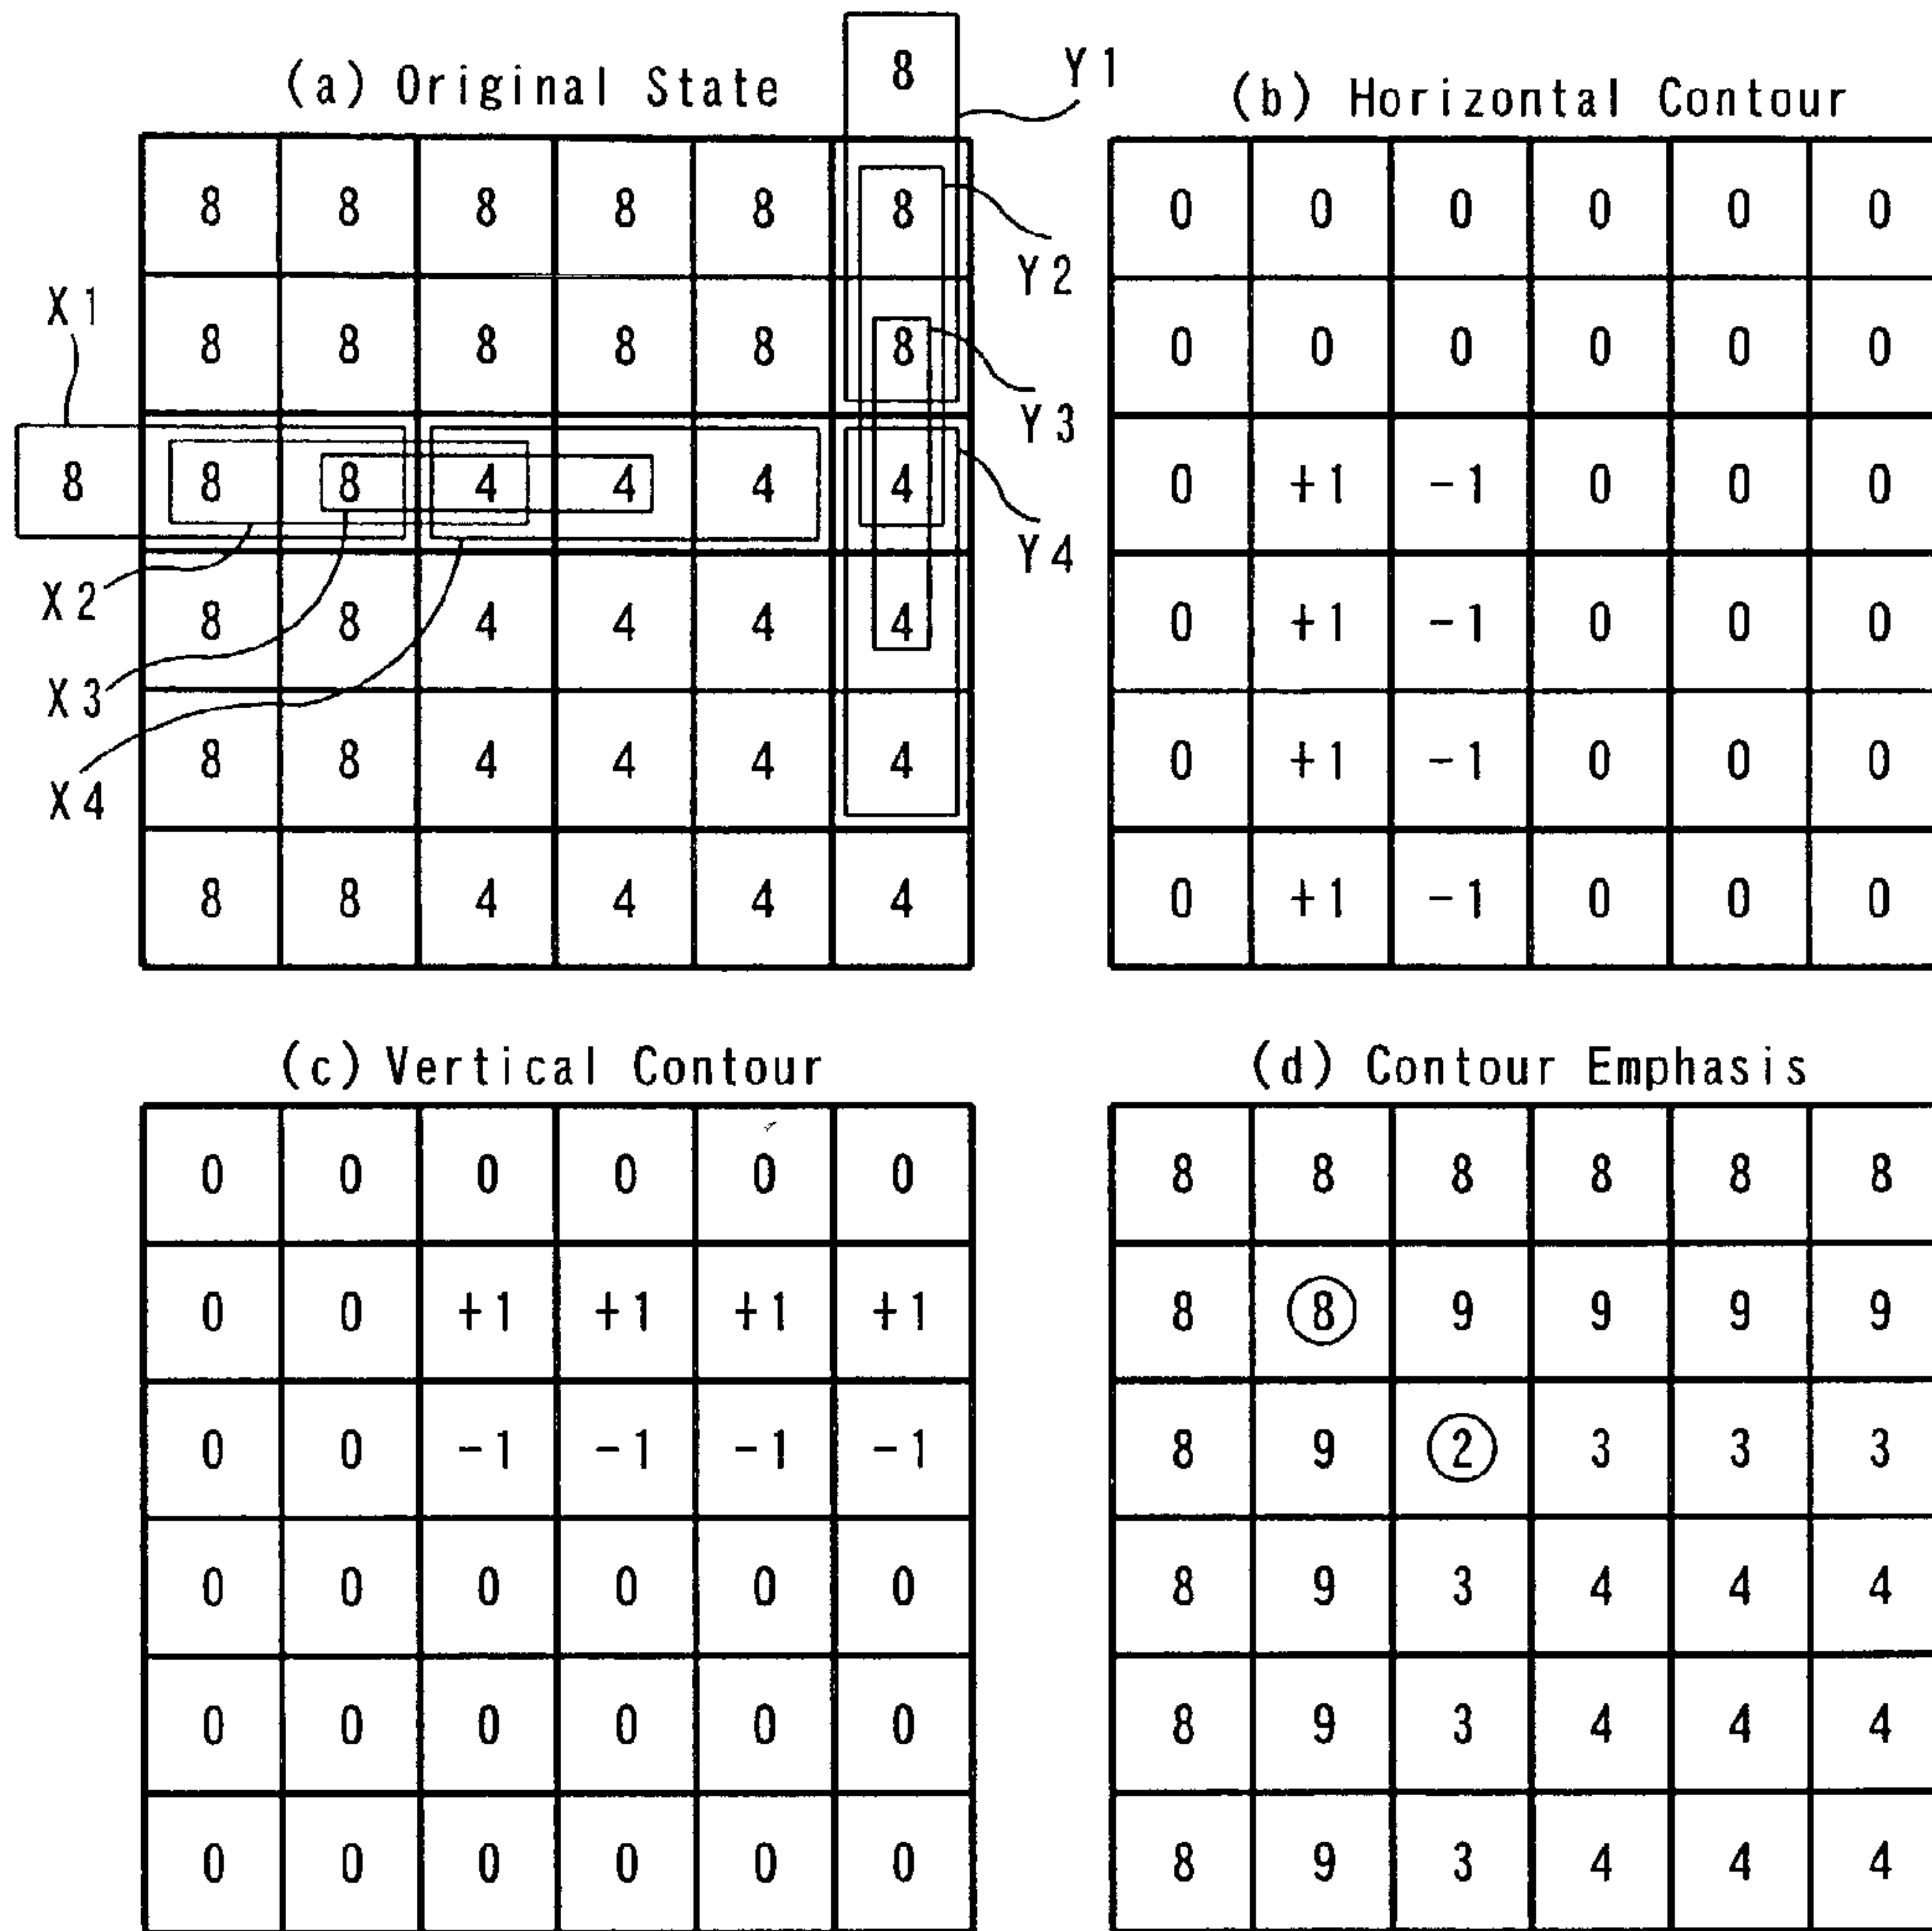 8 Y1
(a) Original State
8 8 8 8 8 8
Y2
X1
8 8 8 8 8 8
Y3
8 8 8 4 4 4 4
Y4
X2
8 8 4 4 4 4
X3
8 8 4 4 4 4
X4
8 8 4 4 4 4
(b) Horizontal Contour
0 0 0 0 0 0
0 0 0 0 0 0
0 +1 -1 0 0 0
0 +1 -1 0 0 0
0 +1 -1 0 0 0
0 +1 -1 0 0 0
(c) Vertical Contour
0 0 0 0 0 0
0 0 +1 +1 +1 +1
0 0 -1 -1 -1 -1
0 0 0 0 0 0
0 0 0 0 0 0
0 0 0 0 0 0
(d) Contour Emphasis
8 8 8 8 8 8
8 8 9 9 9 9
8 9 2 3 3 3
8 9 3 4 4 4
8 9 3 4 4 4
8 9 3 4 4 4